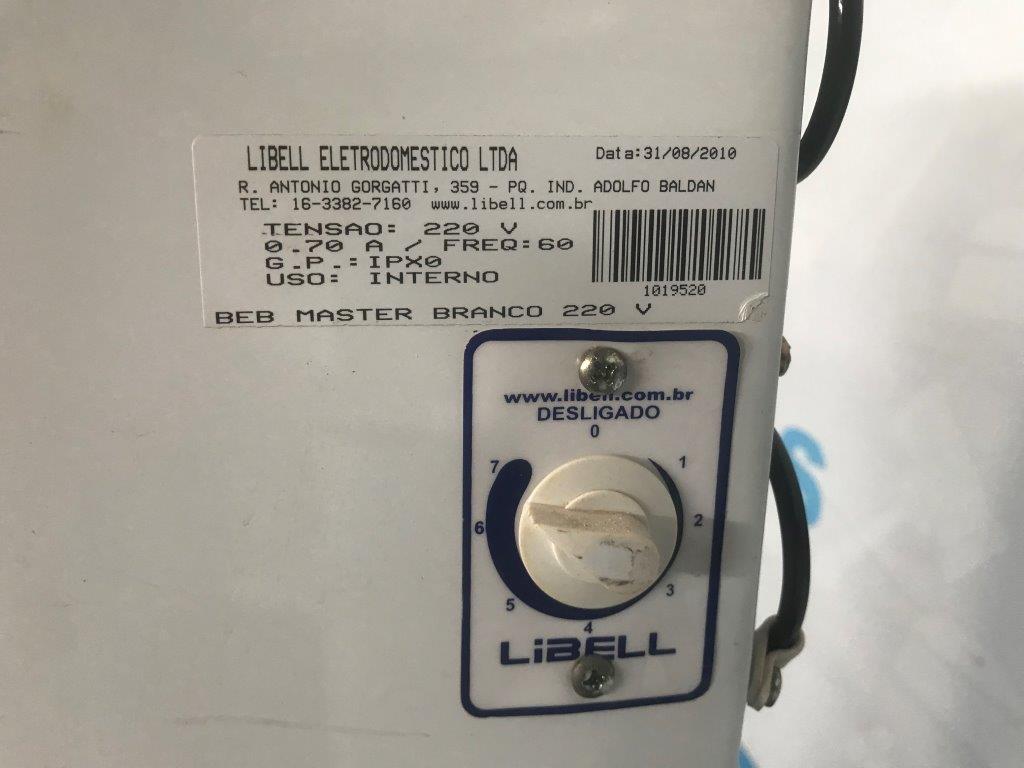 LIBELL ELETRODOMESTICO LTDA Data:31/08/2010
R. ANTONIO GORGATTI, 359 - PQ. IND. ADOLFO BALDAN
TEL: 16-3382-7160 www.libell.com.br
TENSAO: 220 V
0.70 A / FREQ:60
G.P.: IPX0
USO: INTERNO
1019520
BEB MASTER BRANCO 220 V
www.libell.com.br
DESLIGADO
0
7 1
6 2
5 3
4
LiBELL
S